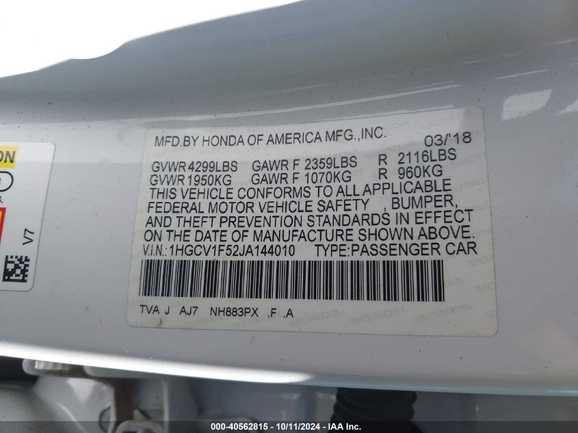 MFD.BY HONDA OF AMERICA MFG.,INC. 03/'18
GVWR 4299LBS GAWR F 2359LBS R 2116LBS
GVWR 1950KG GAWR F 1070KG R 960KG
THIS VEHICLE CONFORMS TO ALL APPLICABLE
FEDERAL MOTOR VEHICLE SAFETY , BUMPER,
AND THEFT PREVENTION STANDARDS IN EFFECT
ON THE DATE OF MANUFACTURE SHOWN ABOVE.
V.I.N.:1HGCV1F52JA144010 TYPE:PASSENGER CAR
TVA J AJ7 NH883PX .F .A
V7
000-40562815 - 10/11/2024 - COPYRIGHT © 2024 IAA, Inc.